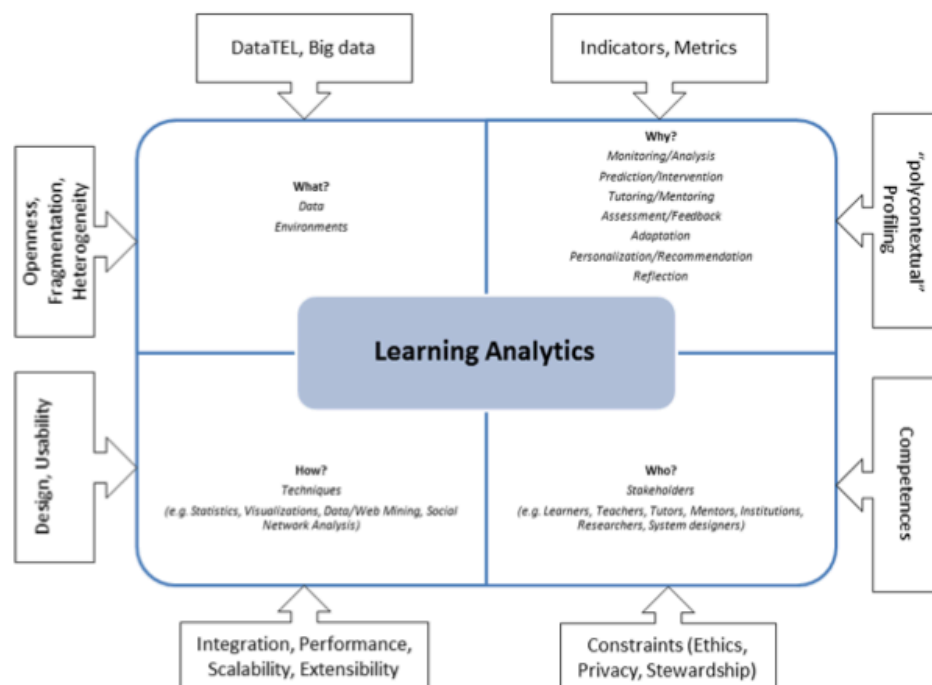 DataTEL, Big data
Indicators, Metrics
Openness,
Fragmentation,
Heterogeneity
What?
Data
Environments
Why?
Monitoring/Analysis
Prediction/Intervention
Tutoring/Mentoring
Assessment/Feedback
Adaptation
Personalization/Recommendation
Reflection
"polycontextual"
Profiling
Learning Analytics
Design, Usability
How?
Techniques
(e.g. Statistics, Visualizations, Data/Web Mining, Social
Network Analysis)
Who?
Stakeholders
(e.g. Learners, Teachers, Tutors, Mentors, Institutions,
Researchers, System designers)
Competences
Integration, Performance,
Scalability, Extensibility
Constraints (Ethics,
Privacy, Stewardship)